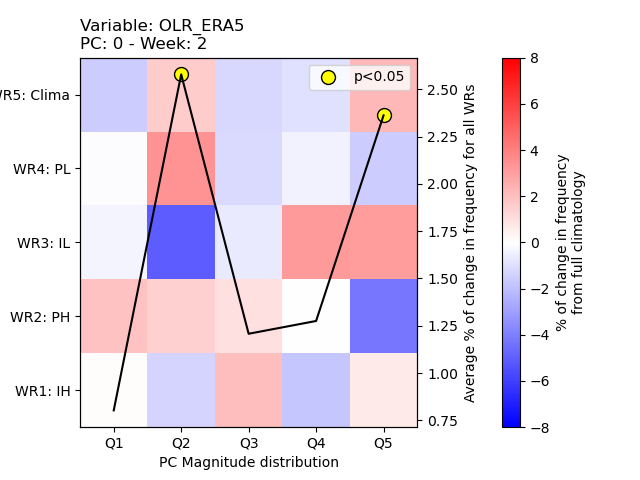 Variable: OLR_ERA5
PC: 0 - Week: 2
p<0.05
WR5: Clima
WR4: PL
WR3: IL
WR2: PH
WR1: IH
Q1 Q2 Q3 Q4 Q5
PC Magnitude distribution
2.50
2.25
2.00
1.75
1.50
1.25
1.00
0.75
Average % of change in frequency for all WRs
8
6
4
2
0
−2
−4
−6
−8
% of change in frequency
from full climatology